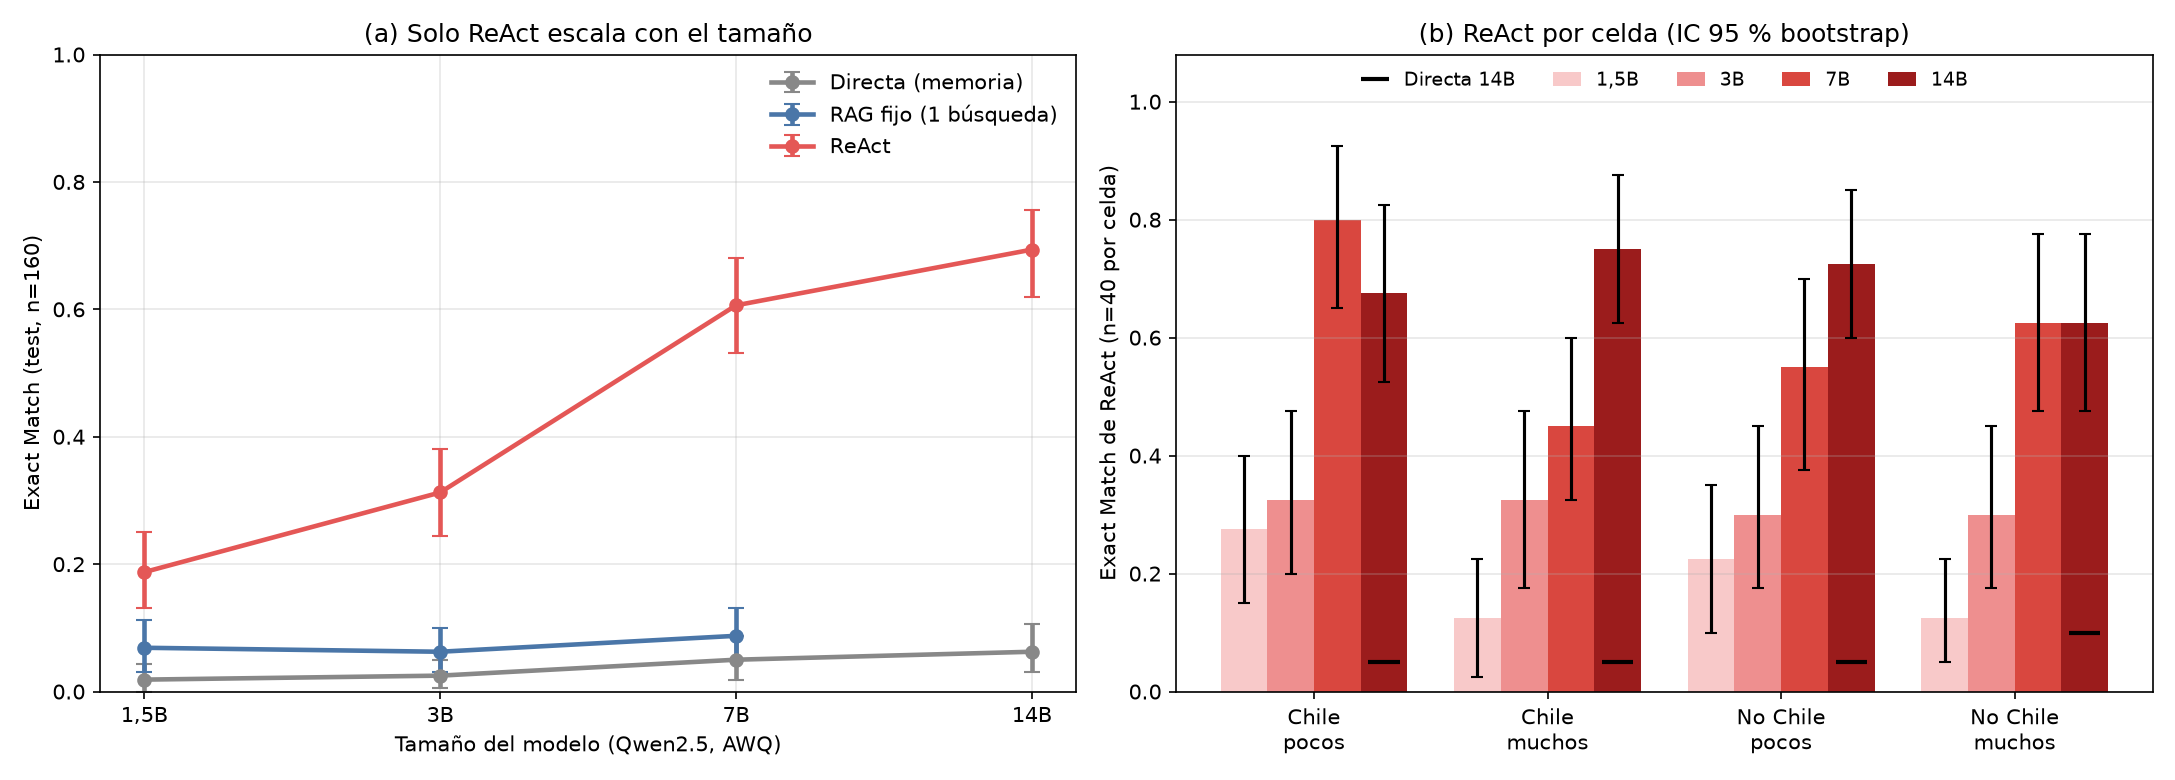 (a) Solo ReAct escala con el tamaño
Exact Match (test, n=160)
1.0
0.8
0.6
0.4
0.2
0.0
Directa (memoria)
RAG fijo (1 búsqueda)
ReAct
1,5B
3B
7B
14B
Tamaño del modelo (Qwen2.5, AWQ)
(b) ReAct por celda (IC 95 % bootstrap)
Exact Match de ReAct (n=40 por celda)
1.0
0.8
0.6
0.4
0.2
0.0
Directa 14B
1,5B
3B
7B
14B
Chile
pocos
Chile
muchos
No Chile
pocos
No Chile
muchos